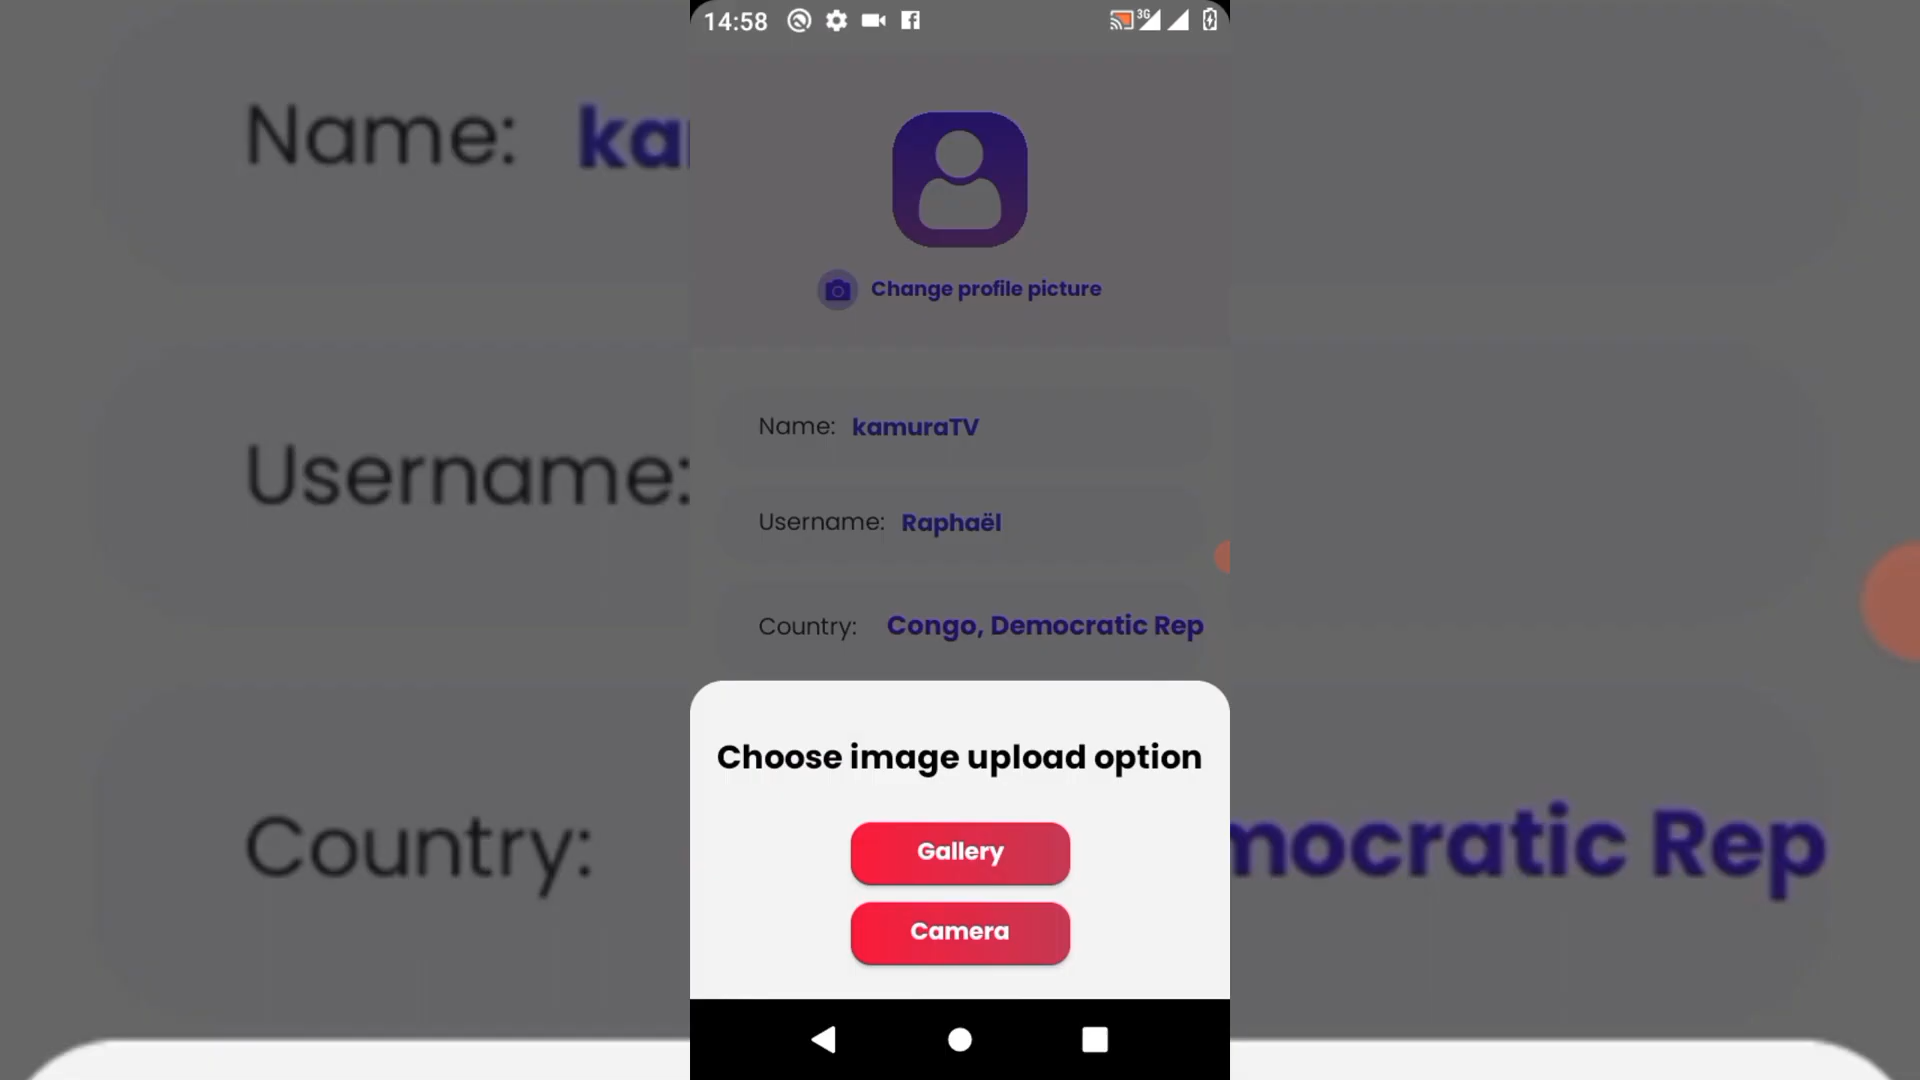 14:58
3G
Name: ka
Change profile picture
Name: kamuraTV
Username:
Username: Raphaël
Country: Congo, Democratic Rep
Choose image upload option
Country:
mocratic Rep
Gallery
Camera